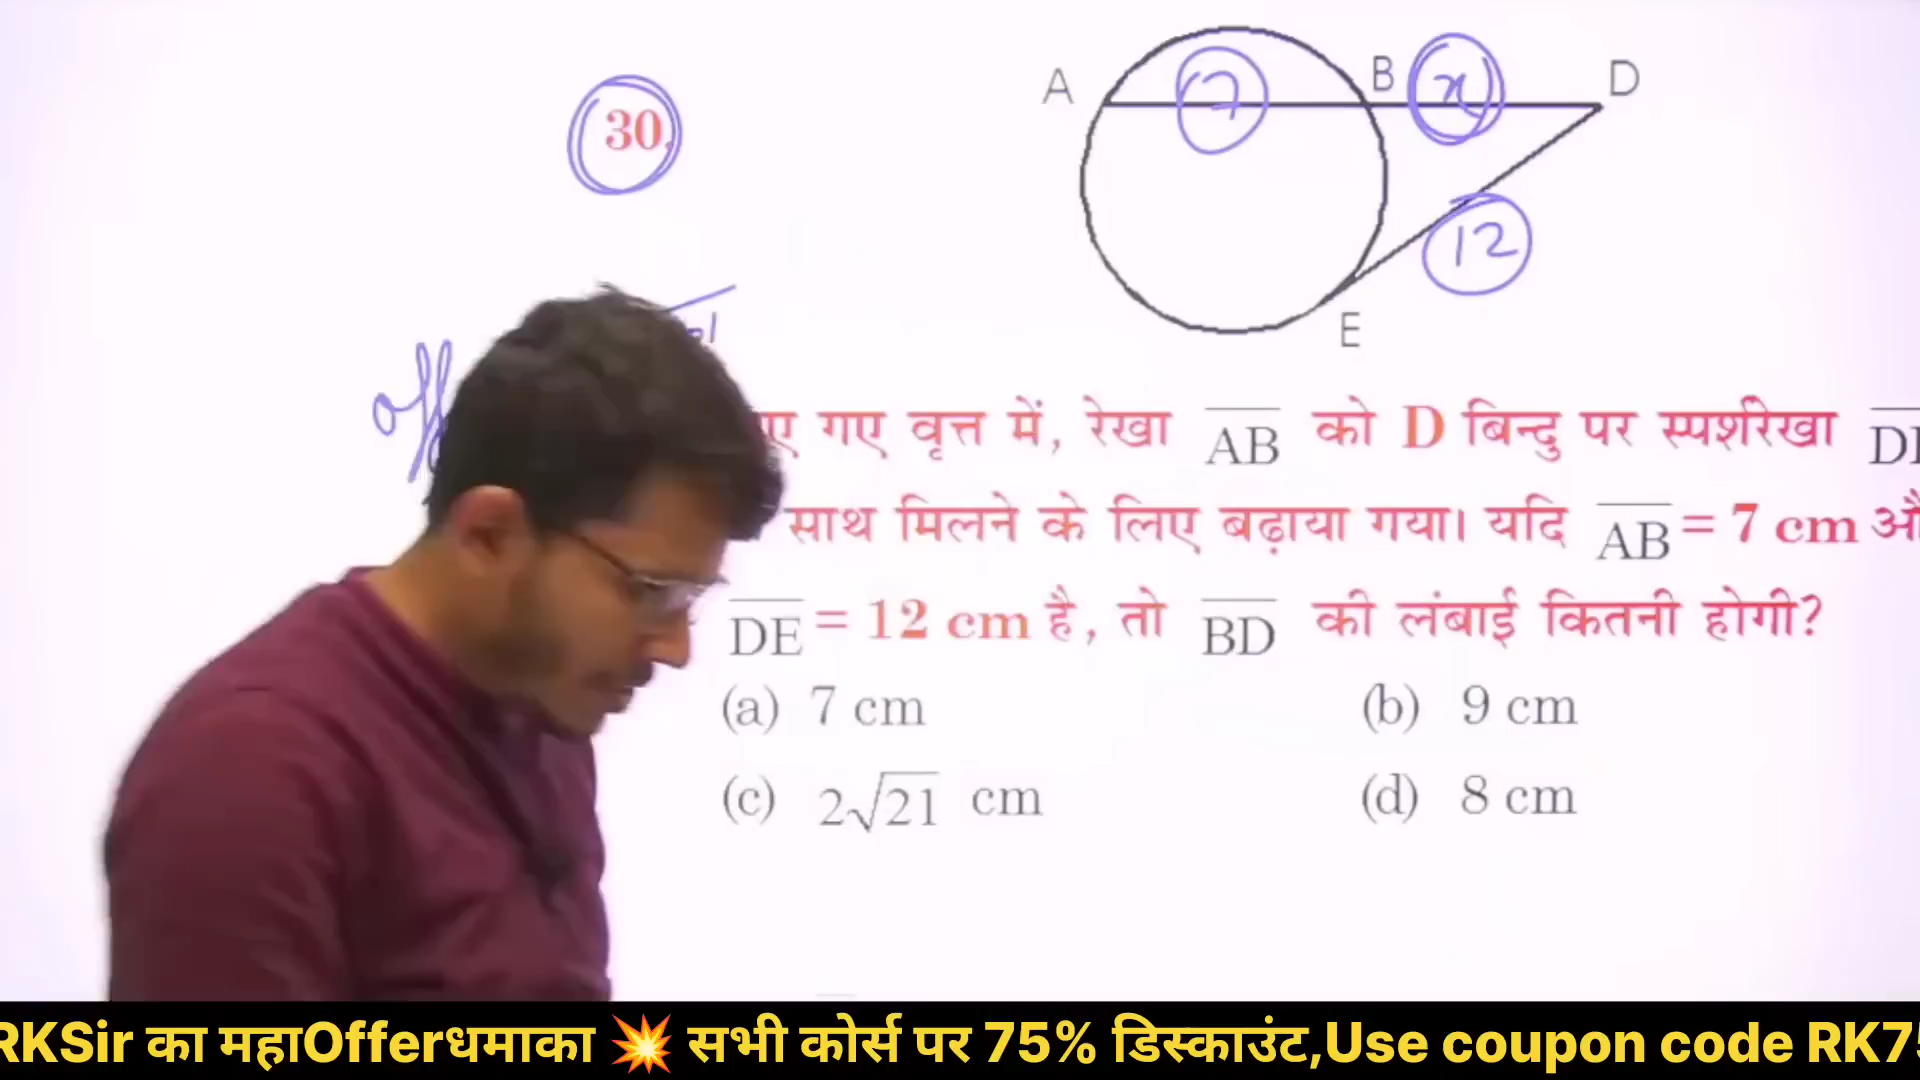 30.
A 7 B x D
12
E
off
गए वृत्त में, रेखा AB को D बिन्दु पर स्पर्शरेखा
साथ मिलने के लिए बढ़ाया गया। यदि AB = 7 cm
DE = 12 cm है, तो BD की लंबाई कितनी होगी?
(a) 7 cm (b) 9 cm
(c) 2√21 cm (d) 8 cm
RKSir का महाOfferधमाका 💥 सभी कोर्स पर 75% डिस्काउंट,Use coupon code